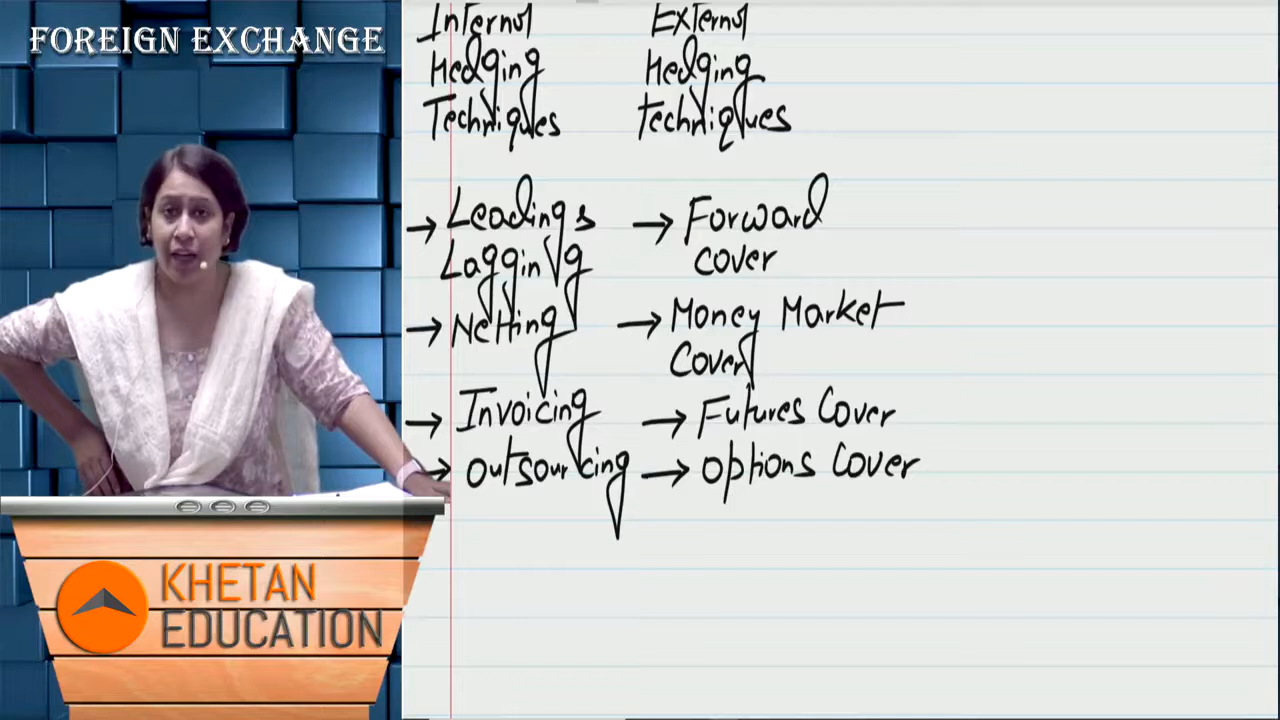 FOREIGN EXCHANGE
Internal
Hedging
Techniques
→ Leading &
Lagging
→ Netting
→ Invoicing
→ Outsourcing
External
Hedging
Techniques
→ Forward
cover
→ Money Market
Cover
→ Futures Cover
→ Options Cover
KHETAN
EDUCATION